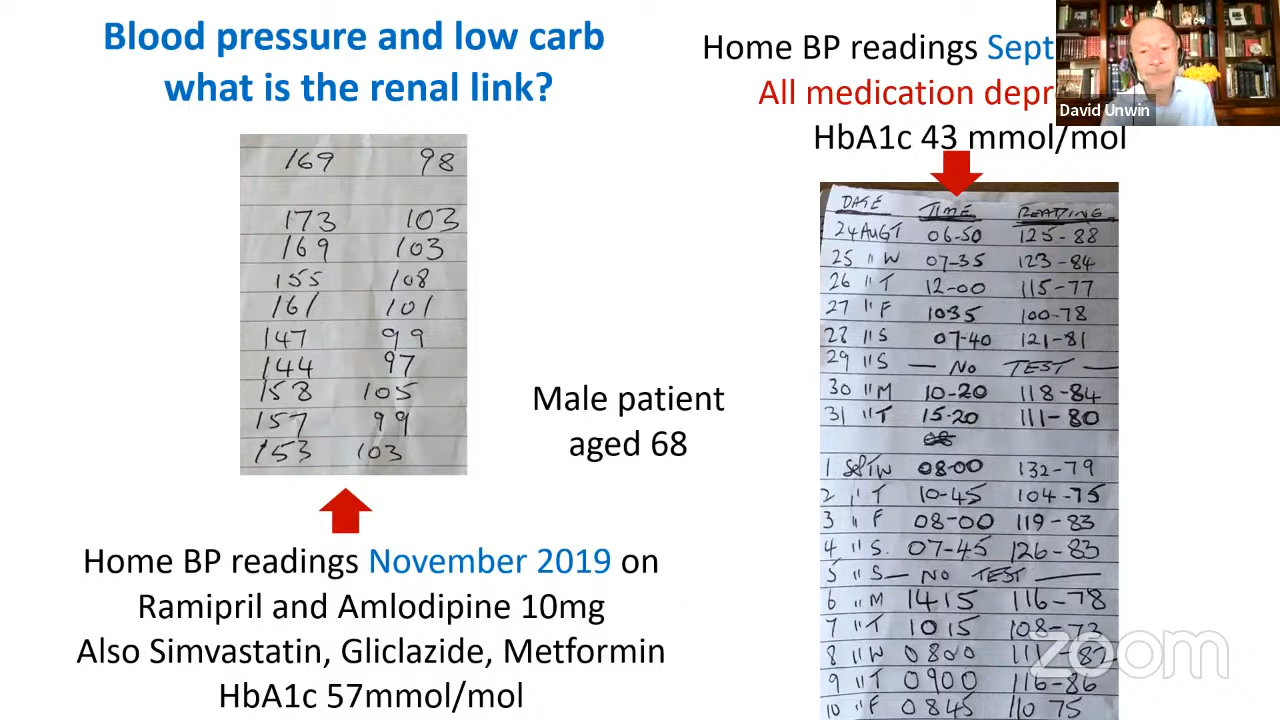 Blood pressure and low carb
what is the renal link?
169 98
173 103
169 103
155 108
161 101
147 99
144 97
158 105
157 99
153 103
Home BP readings November 2019 on
Ramipril and Amlodipine 10mg
Also Simvastatin, Gliclazide, Metformin
HbA1c 57mmol/mol
Male patient
aged 68
Home BP readings Sept
All medication depr
HbA1c 43 mmol/mol
David Unwin
DATE TIME READING
24 AUGT 06-50 125-88
25 " W 07-35 123-84
26 " T 12-00 115-77
27 " F 1035 100-78
28 " S 07-40 121-81
29 " S — No TEST —
30 " M 10-20 118-84
31 " T 15-20 111-80
1 SEPT W 08-00 132-79
2 " T 10-45 104-75
3 " F 08-00 119-83
4 " S. 07-45 126-83
5 " S — NO TEST —
6 " M 1415 116-78
7 " T 1015 108-73
8 " W 0800
9 " T 0900 116-86
10 " F 0845 110 75
zoom